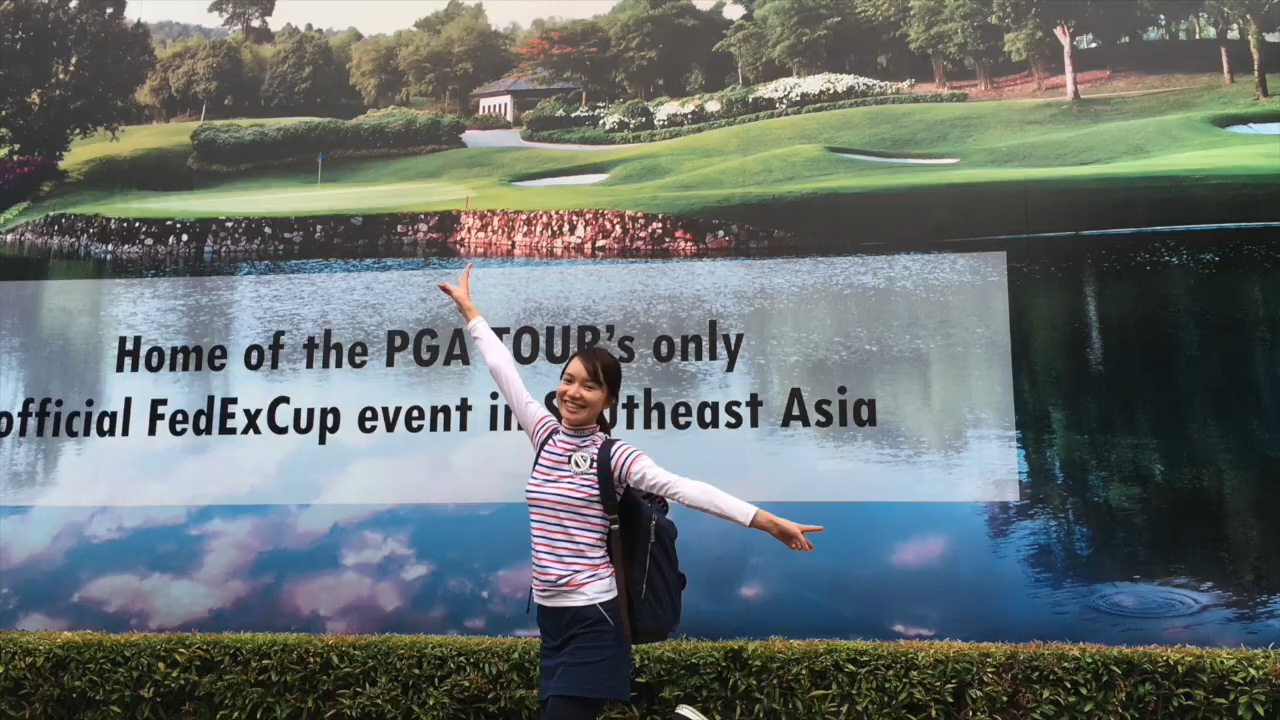 Home of the PGA TOUR's only
official FedExCup event in Southeast Asia